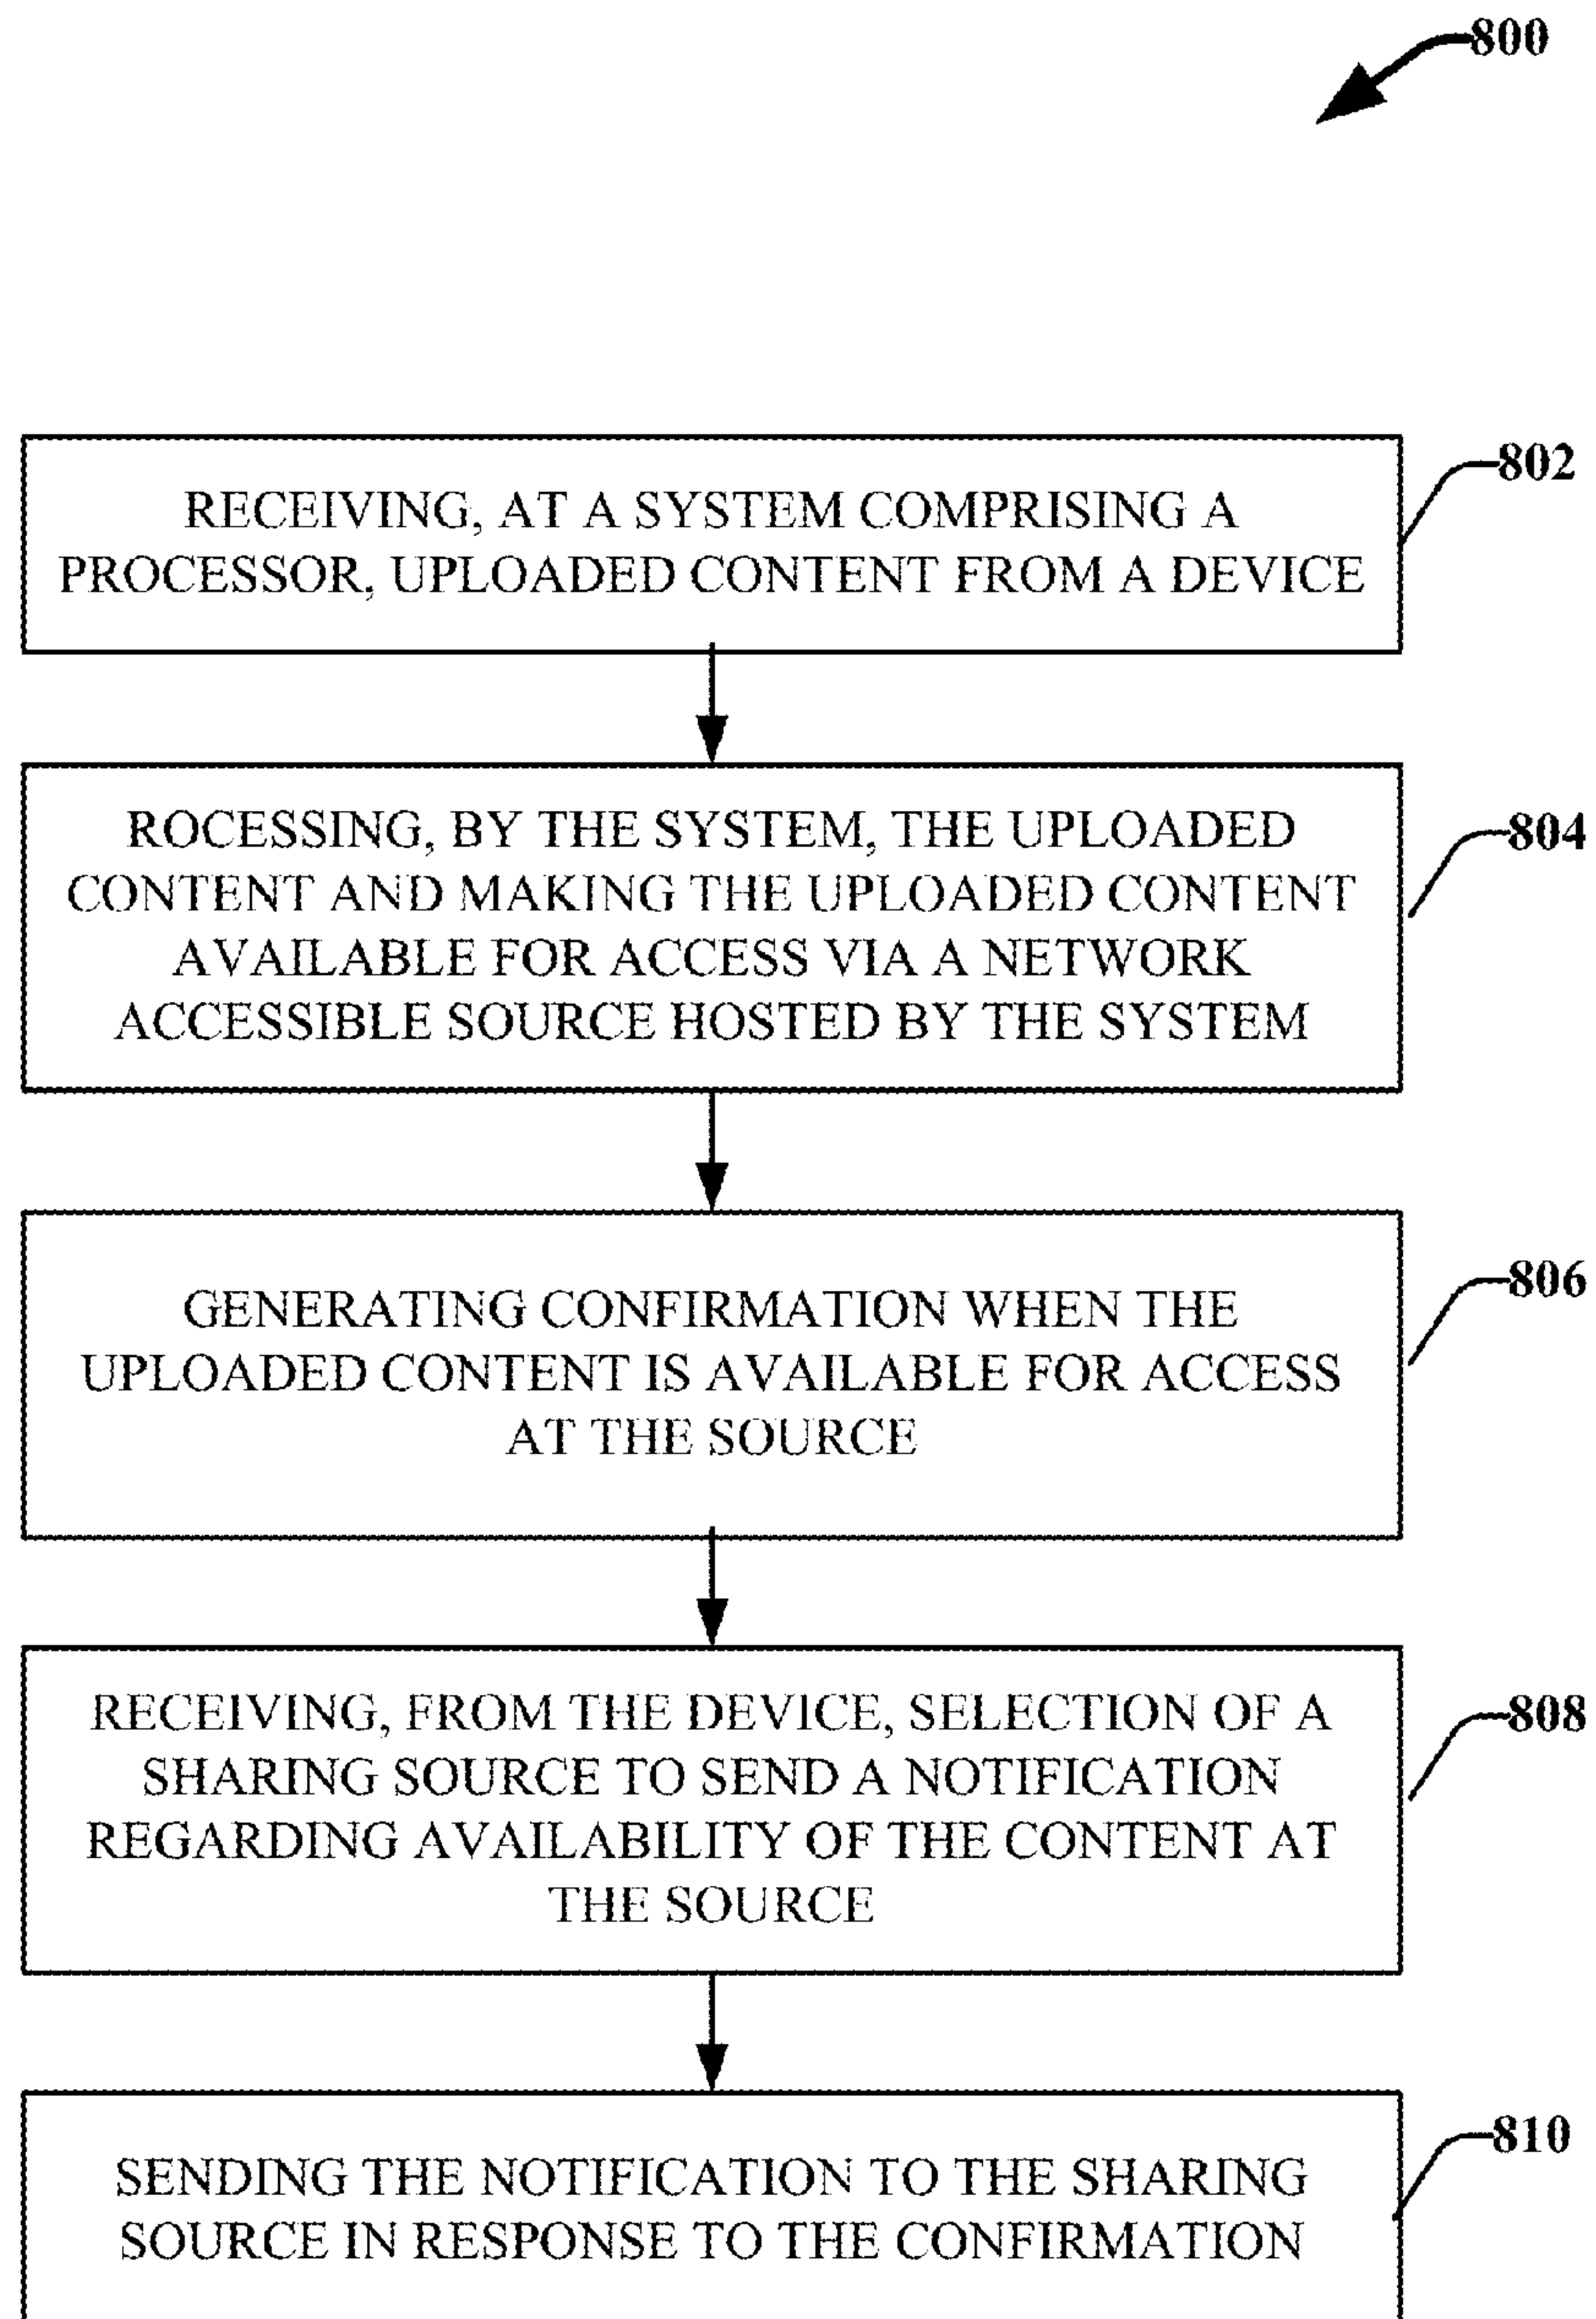 800
802
RECEIVING, AT A SYSTEM COMPRISING A
PROCESSOR, UPLOADED CONTENT FROM A DEVICE
804
ROCESSING, BY THE SYSTEM, THE UPLOADED
CONTENT AND MAKING THE UPLOADED CONTENT
AVAILABLE FOR ACCESS VIA A NETWORK
ACCESSIBLE SOURCE HOSTED BY THE SYSTEM
806
GENERATING CONFIRMATION WHEN THE
UPLOADED CONTENT IS AVAILABLE FOR ACCESS
AT THE SOURCE
808
RECEIVING, FROM THE DEVICE, SELECTION OF A
SHARING SOURCE TO SEND A NOTIFICATION
REGARDING AVAILABILITY OF THE CONTENT AT
THE SOURCE
810
SENDING THE NOTIFICATION TO THE SHARING
SOURCE IN RESPONSE TO THE CONFIRMATION